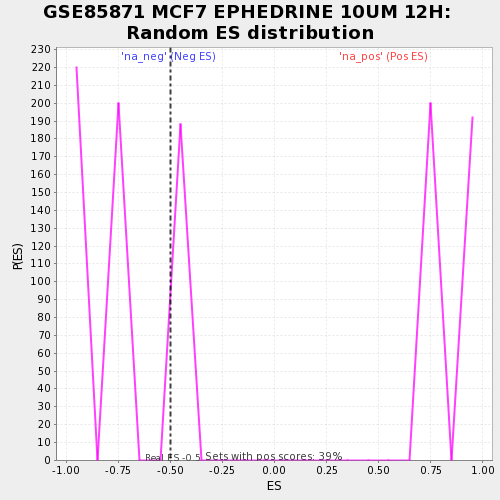 GSE85871 MCF7 EPHEDRINE 10UM 12H:
Random ES distribution
'na_neg' (Neg ES)
'na_pos' (Pos ES)
230
220
210
200
190
180
170
160
150
140
130
120
110
100
90
80
70
60
50
40
30
20
10
0
P(ES)
Real ES -0.5
Sets with pos scores: 39%
-1.00 -0.75 -0.50 -0.25 0.00 0.25 0.50 0.75 1.00
ES